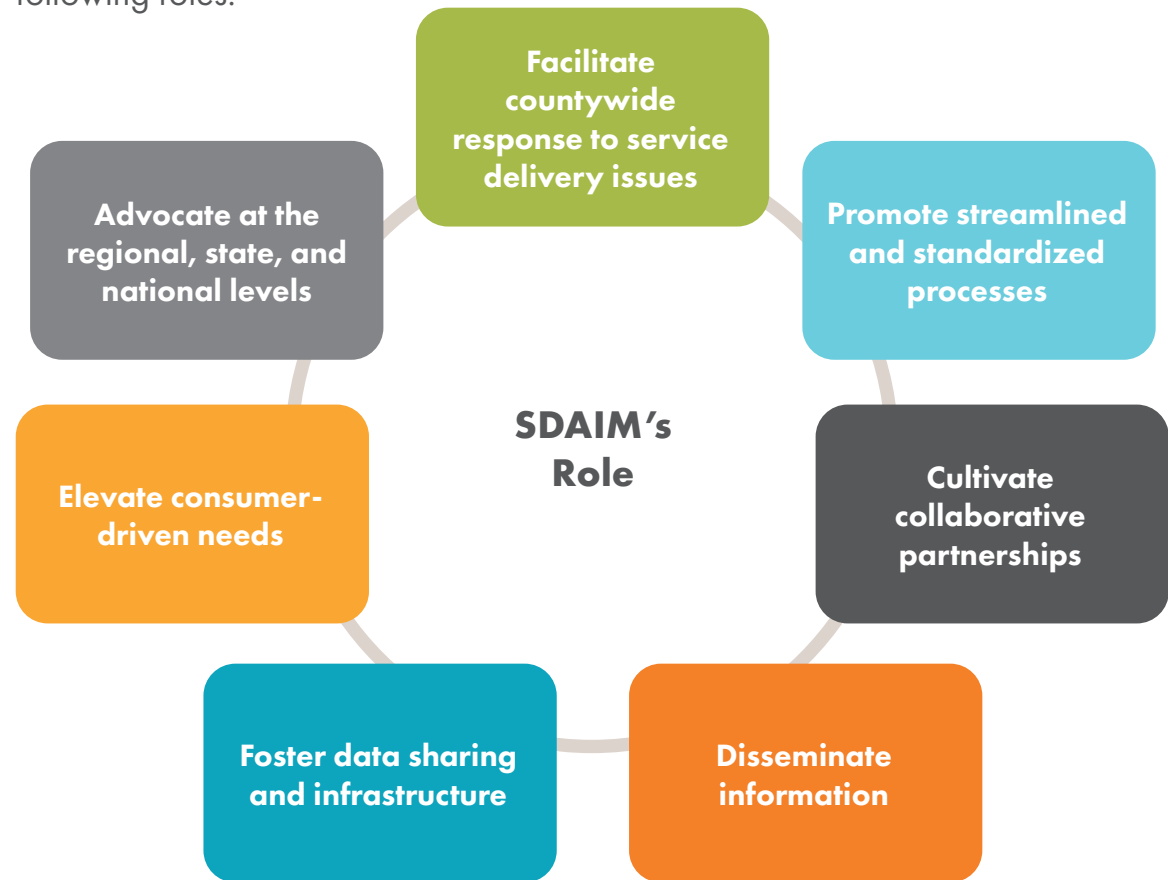 following roles:
Facilitate
countywide
response to service
delivery issues
Promote streamlined
and standardized
processes
Cultivate
collaborative
partnerships
Disseminate
information
Foster data sharing
and infrastructure
Elevate consumer-
driven needs
Advocate at the
regional, state, and
national levels
SDAIM’s
Role